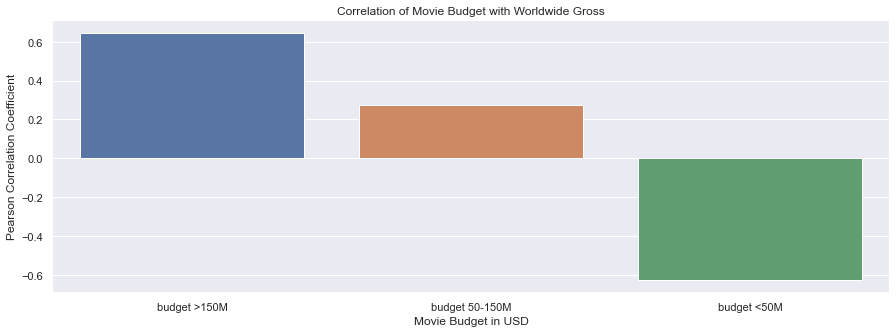 Correlation of Movie Budget with Worldwide Gross
Pearson Correlation Coefficient
0.6
0.4
0.2
0.0
−0.2
−0.4
−0.6
budget >150M
budget 50-150M
budget <50M
Movie Budget in USD